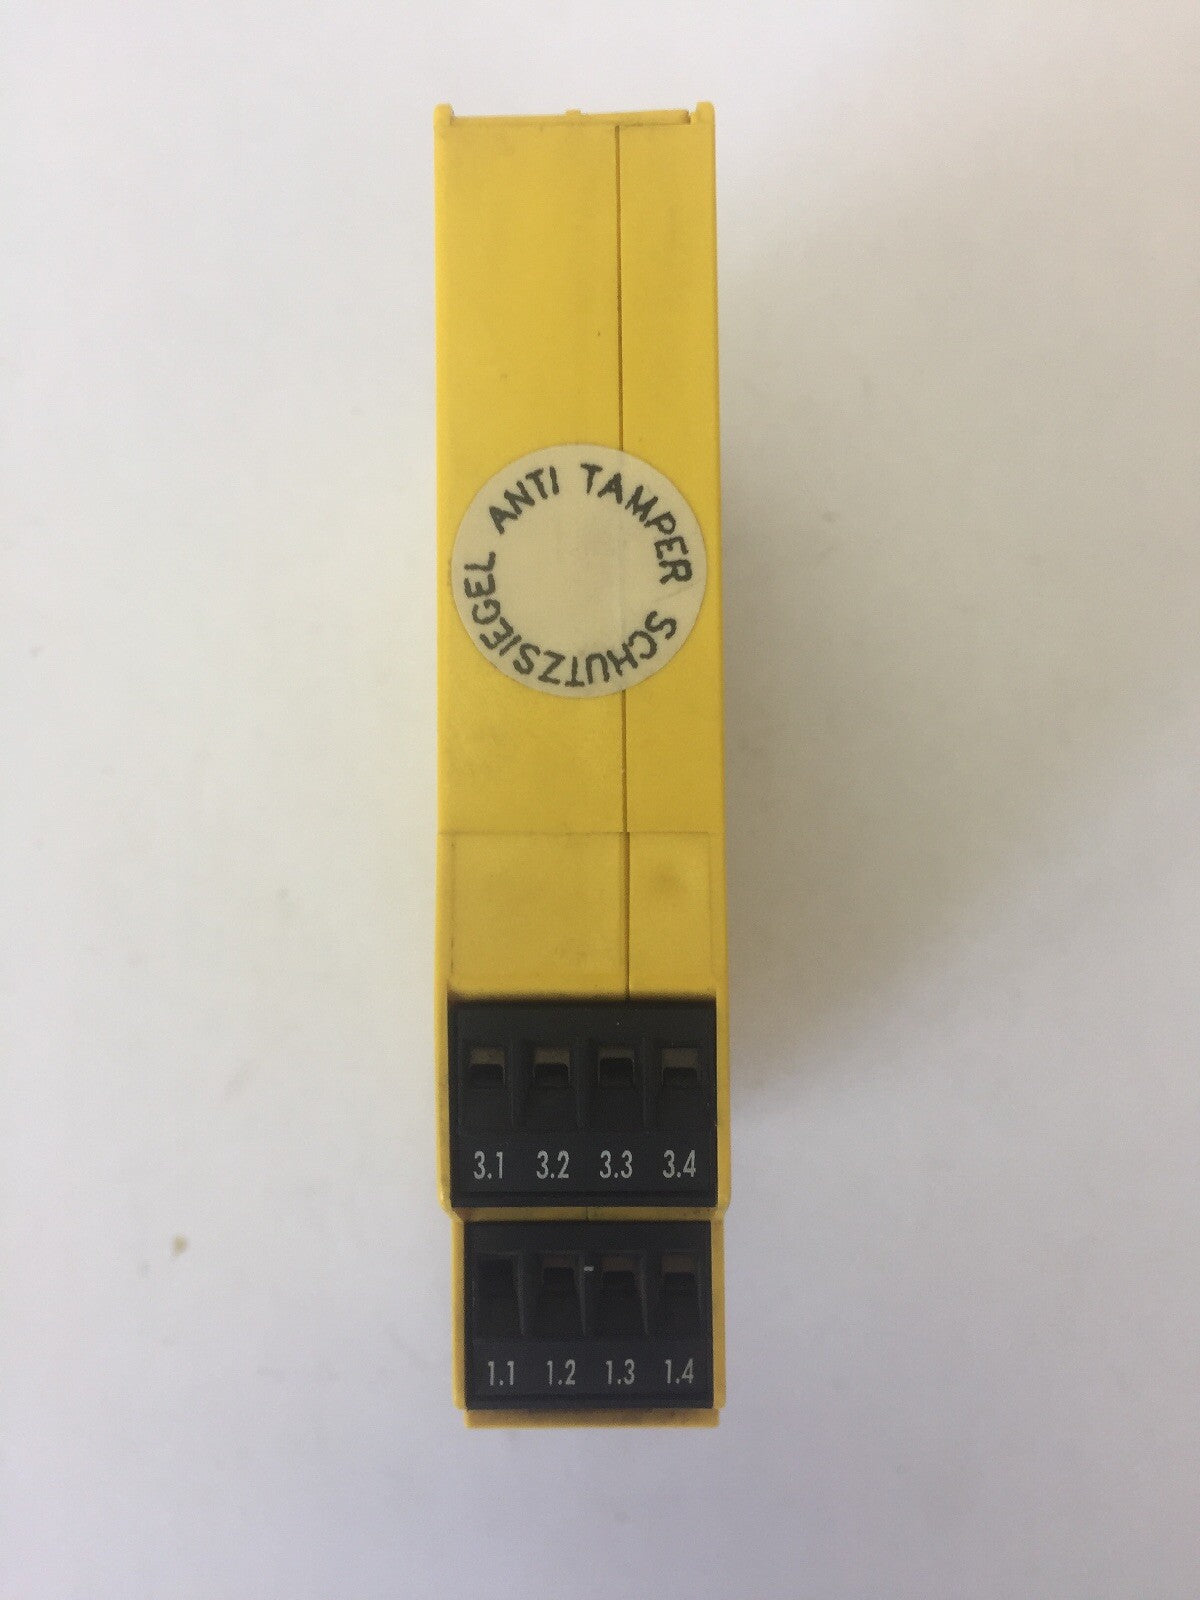 ANTI TAMPER
SCHUTZSIEGEL
3.1 3.2 3.3 3.4
1.1 1.2 1.3 1.4